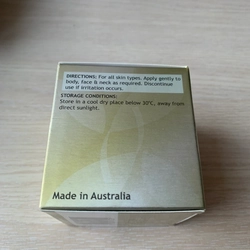 DIRECTIONS: For all skin types. Apply gently to
body, face & neck as required. Discontinue
use if irritation occurs.
STORAGE CONDITIONS:
Store in a cool dry place below 30°C, away from
direct sunlight.
Made in Australia